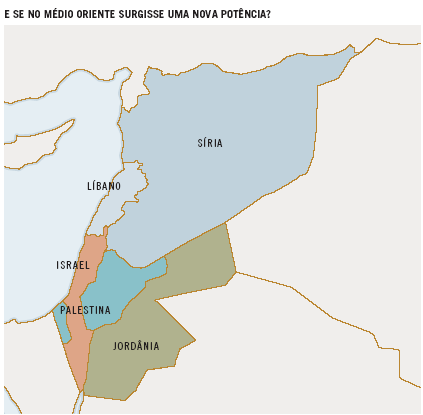 E SE NO MÉDIO ORIENTE SURGISSE UMA NOVA POTÊNCIA?
SÍRIA
LÍBANO
ISRAEL
PALESTINA
JORDÂNIA